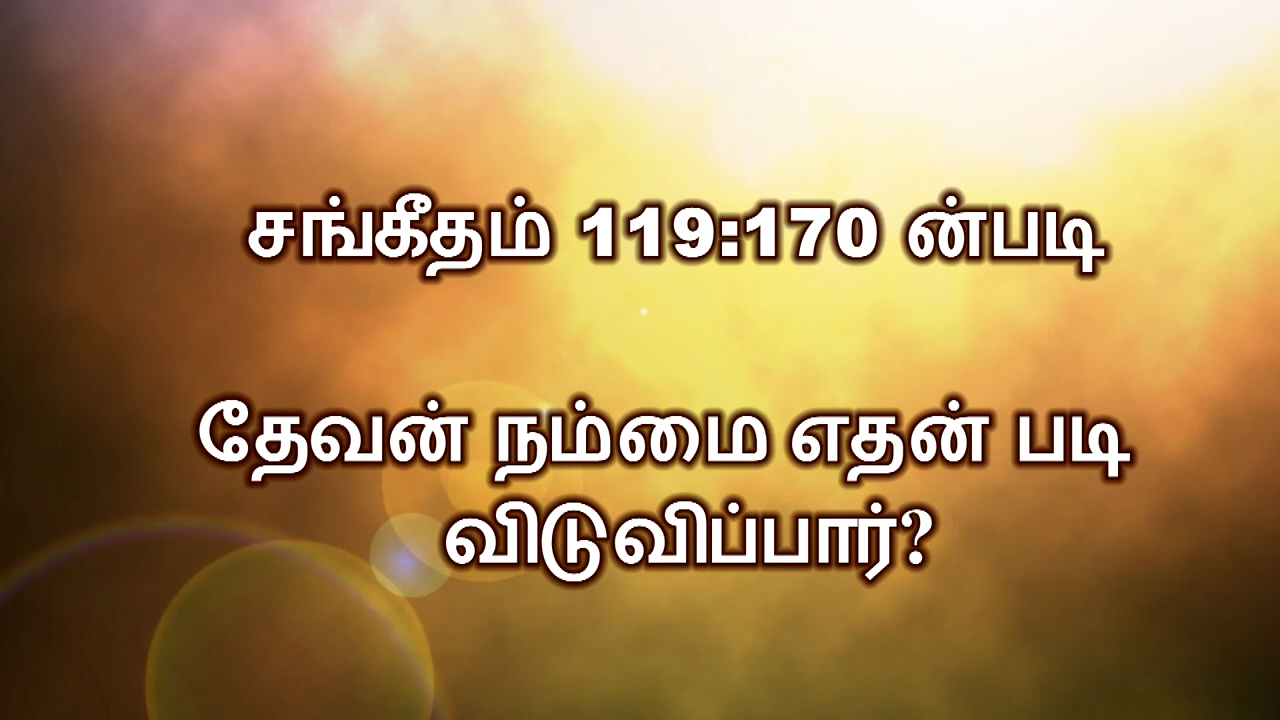 சங்கீதம் 119:170 ன்படி
தேவன் நம்மை எதன் படி
விடுவிப்பார்?